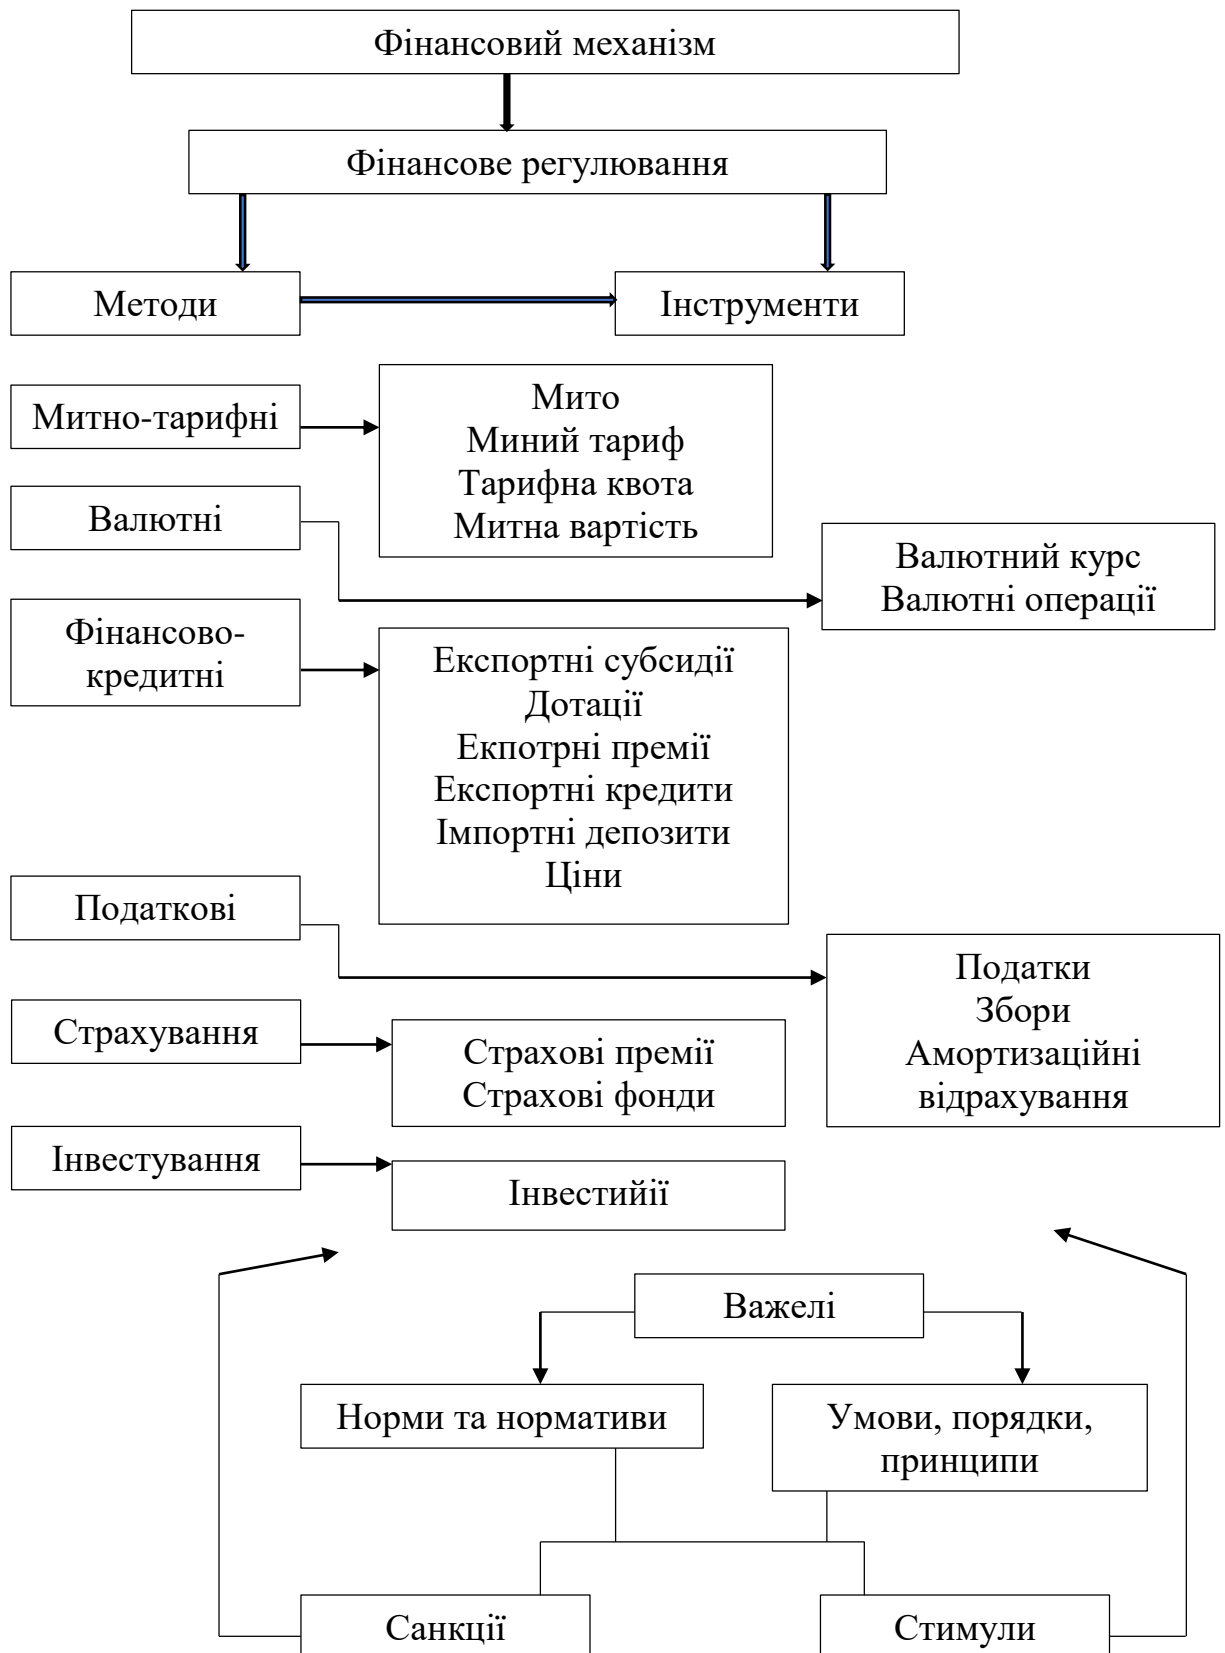 Фінансовий механізм
Фінансове регулювання
Методи
Інструменти
Митно-тарифні
Мито
Миний тариф
Тарифна квота
Митна вартість
Валютні
Валютний курс
Валютні операції
Фінансово-
кредитні
Експортні субсидії
Дотації
Екпотрні премії
Експортні кредити
Імпортні депозити
Ціни
Податкові
Податки
Збори
Амортизаційні
відрахування
Страхування
Страхові премії
Страхові фонди
Інвестування
Інвестийії
Важелі
Норми та нормативи
Умови, порядки,
принципи
Санкції
Стимули